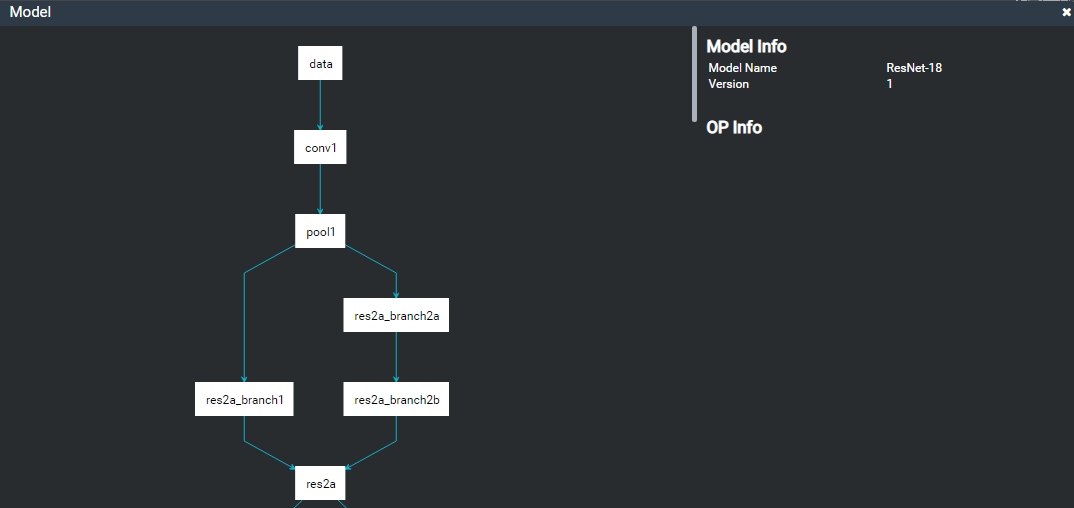 Model
data
conv1
pool1
res2a_branch2a
res2a_branch1
res2a_branch2b
res2a
Model Info
Model Name ResNet-18
Version 1
OP Info